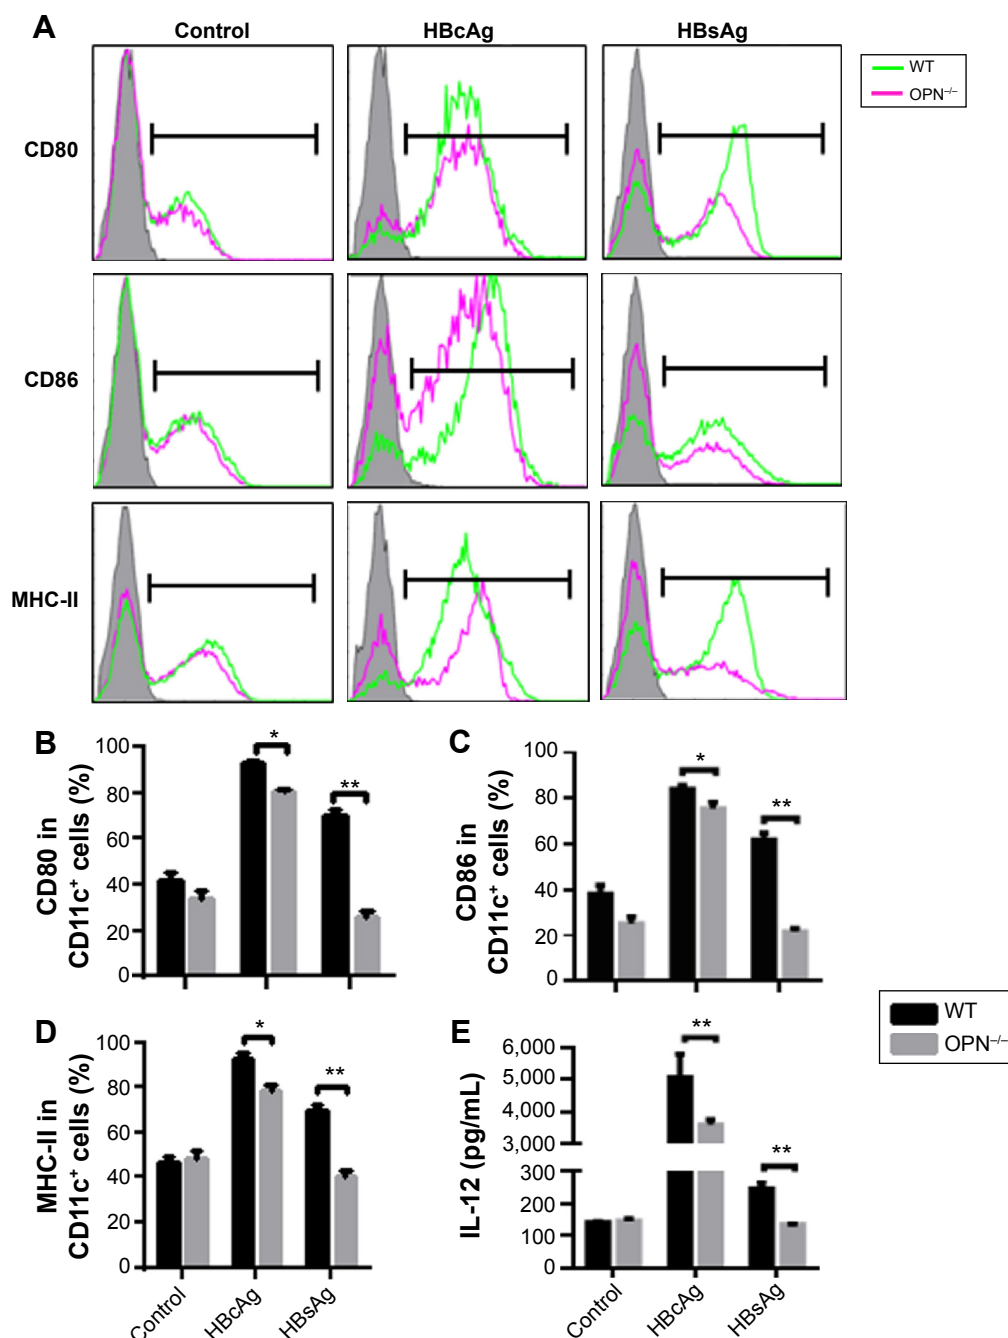 A
Control
HBcAg
HBsAg
WT
OPN–/–
CD80
CD86
MHC-II
B
100
80
60
40
20
0
CD80 in
CD11c+ cells (%)
*
**
C
100
80
60
40
20
0
CD86 in
CD11c+ cells (%)
*
**
WT
OPN–/–
D
100
80
60
40
20
0
MHC-II in
CD11c+ cells (%)
*
**
Control
HBcAg
HBsAg
E
6,000
5,000
4,000
3,000
300
200
100
0
IL-12 (pg/mL)
**
**
Control
HBcAg
HBsAg